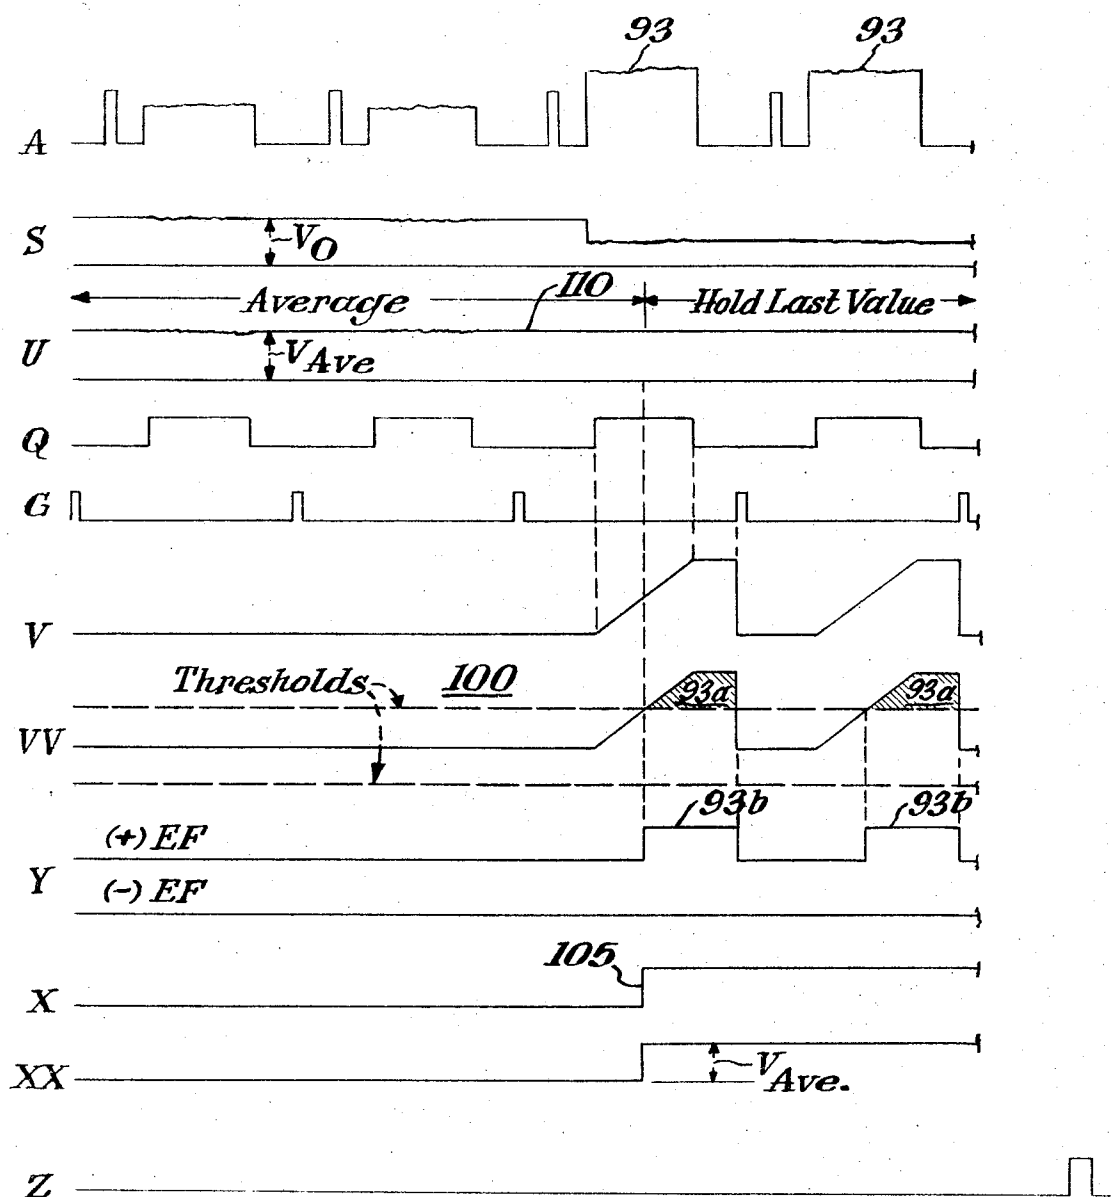 93 93
A
S V0
Average 110 Hold Last Value
U VAve
Q
G
V
Thresholds 100 93a 93a
VV
93b 93b
(+) EF
Y
(-) EF
105
X
XX VAve.
Z